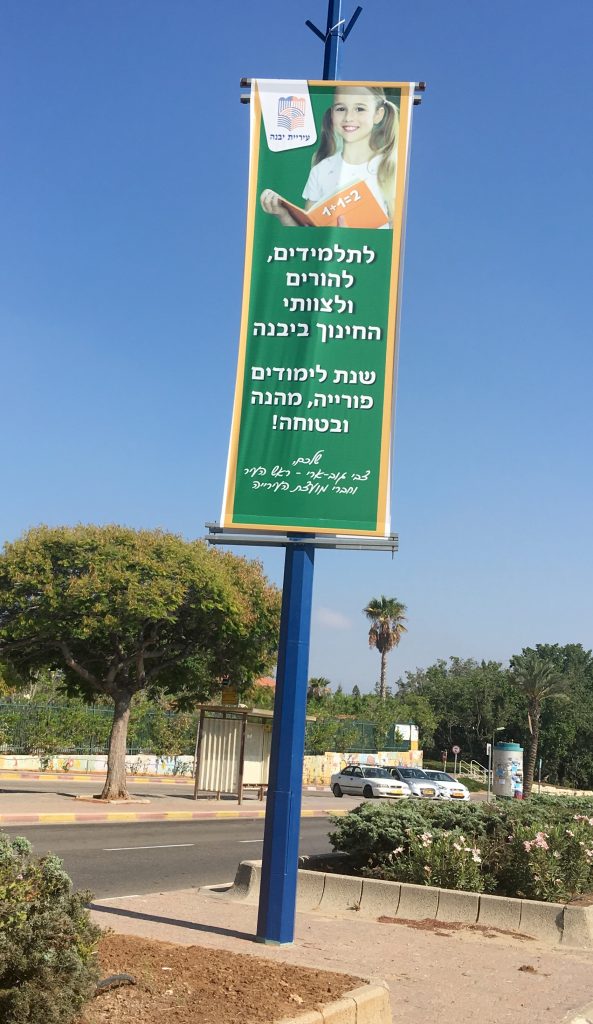 עיריית יבנה
1+1=2
לתלמידים,
להורים
ולצוותי
החינוך ביבנה
שנת לימודים
פורייה, מהנה
ובטוחה!
שלכם,
צבי גוב-ארי - ראש העיר
וחברי מועצת העירייה